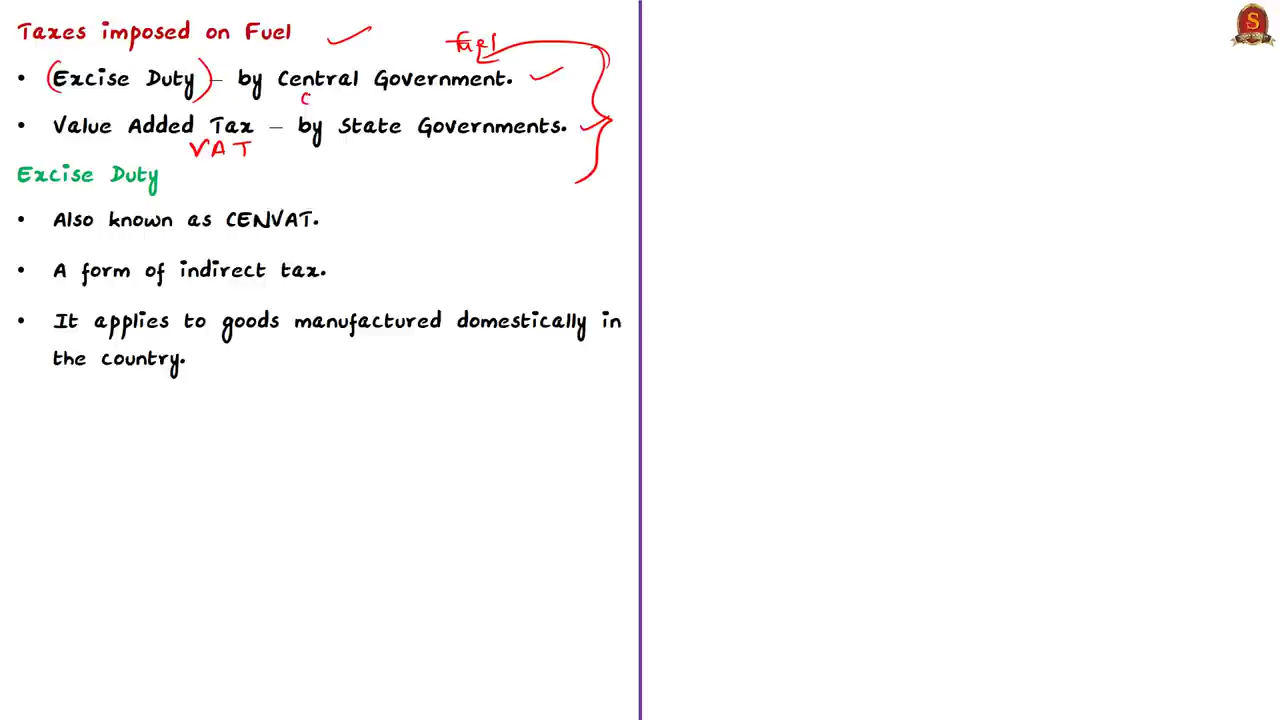 Taxes imposed on Fuel
Fuel
• (Excise Duty) – by Central Government.
C
• Value Added Tax – by State Governments.
VAT
Excise Duty
• Also known as CENVAT.
• A form of indirect tax.
• It applies to goods manufactured domestically in
the country.
S